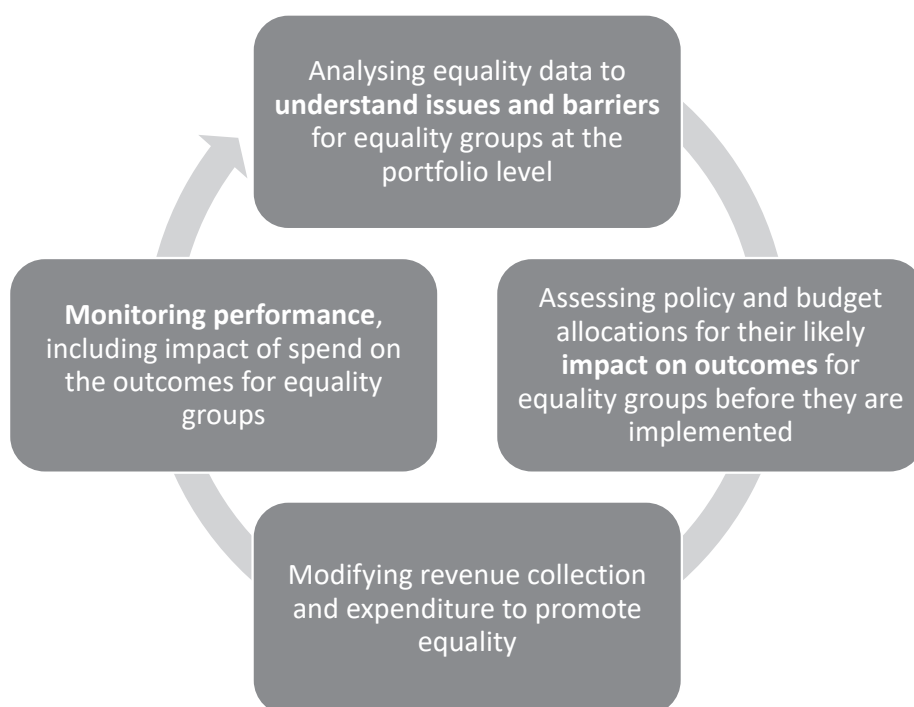 Analysing equality data to
understand issues and barriers
for equality groups at the
portfolio level
Assessing policy and budget
allocations for their likely
impact on outcomes for
equality groups before they are
implemented
Modifying revenue collection
and expenditure to promote
equality
Monitoring performance,
including impact of spend on
the outcomes for equality
groups